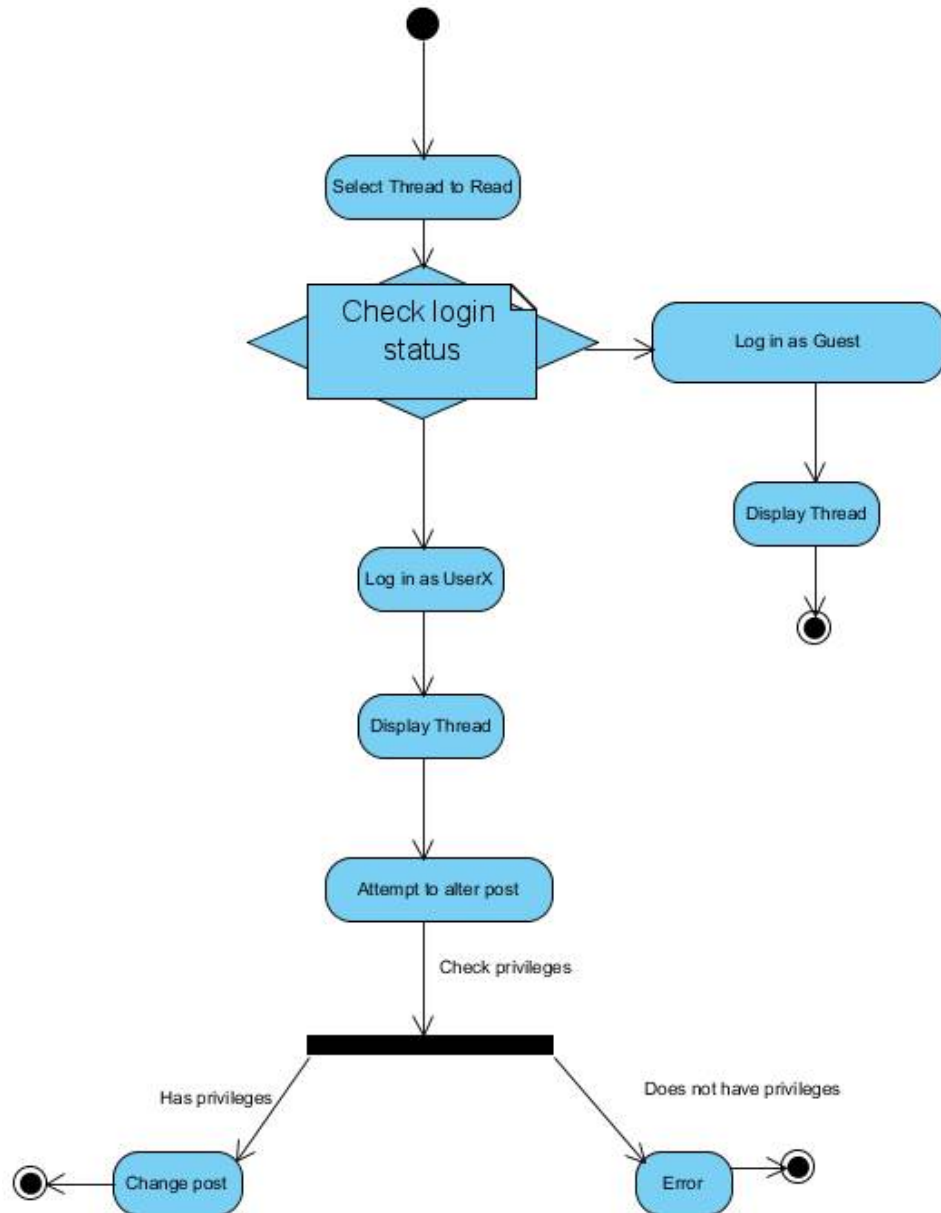 Select Thread to Read
Check login
status
Log in as Guest
Display Thread
Log in as UserX
Display Thread
Attempt to alter post
Check privileges
Has privileges
Does not have privileges
Change post
Error